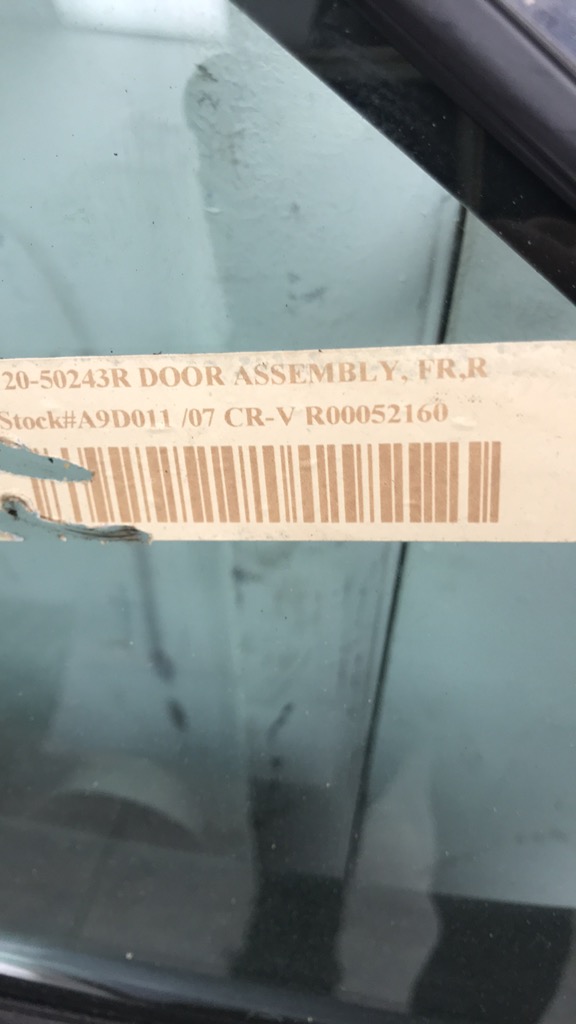 20-50243R DOOR ASSEMBLY, FR,R
Stock#A9D011 /07 CR-V R00052160